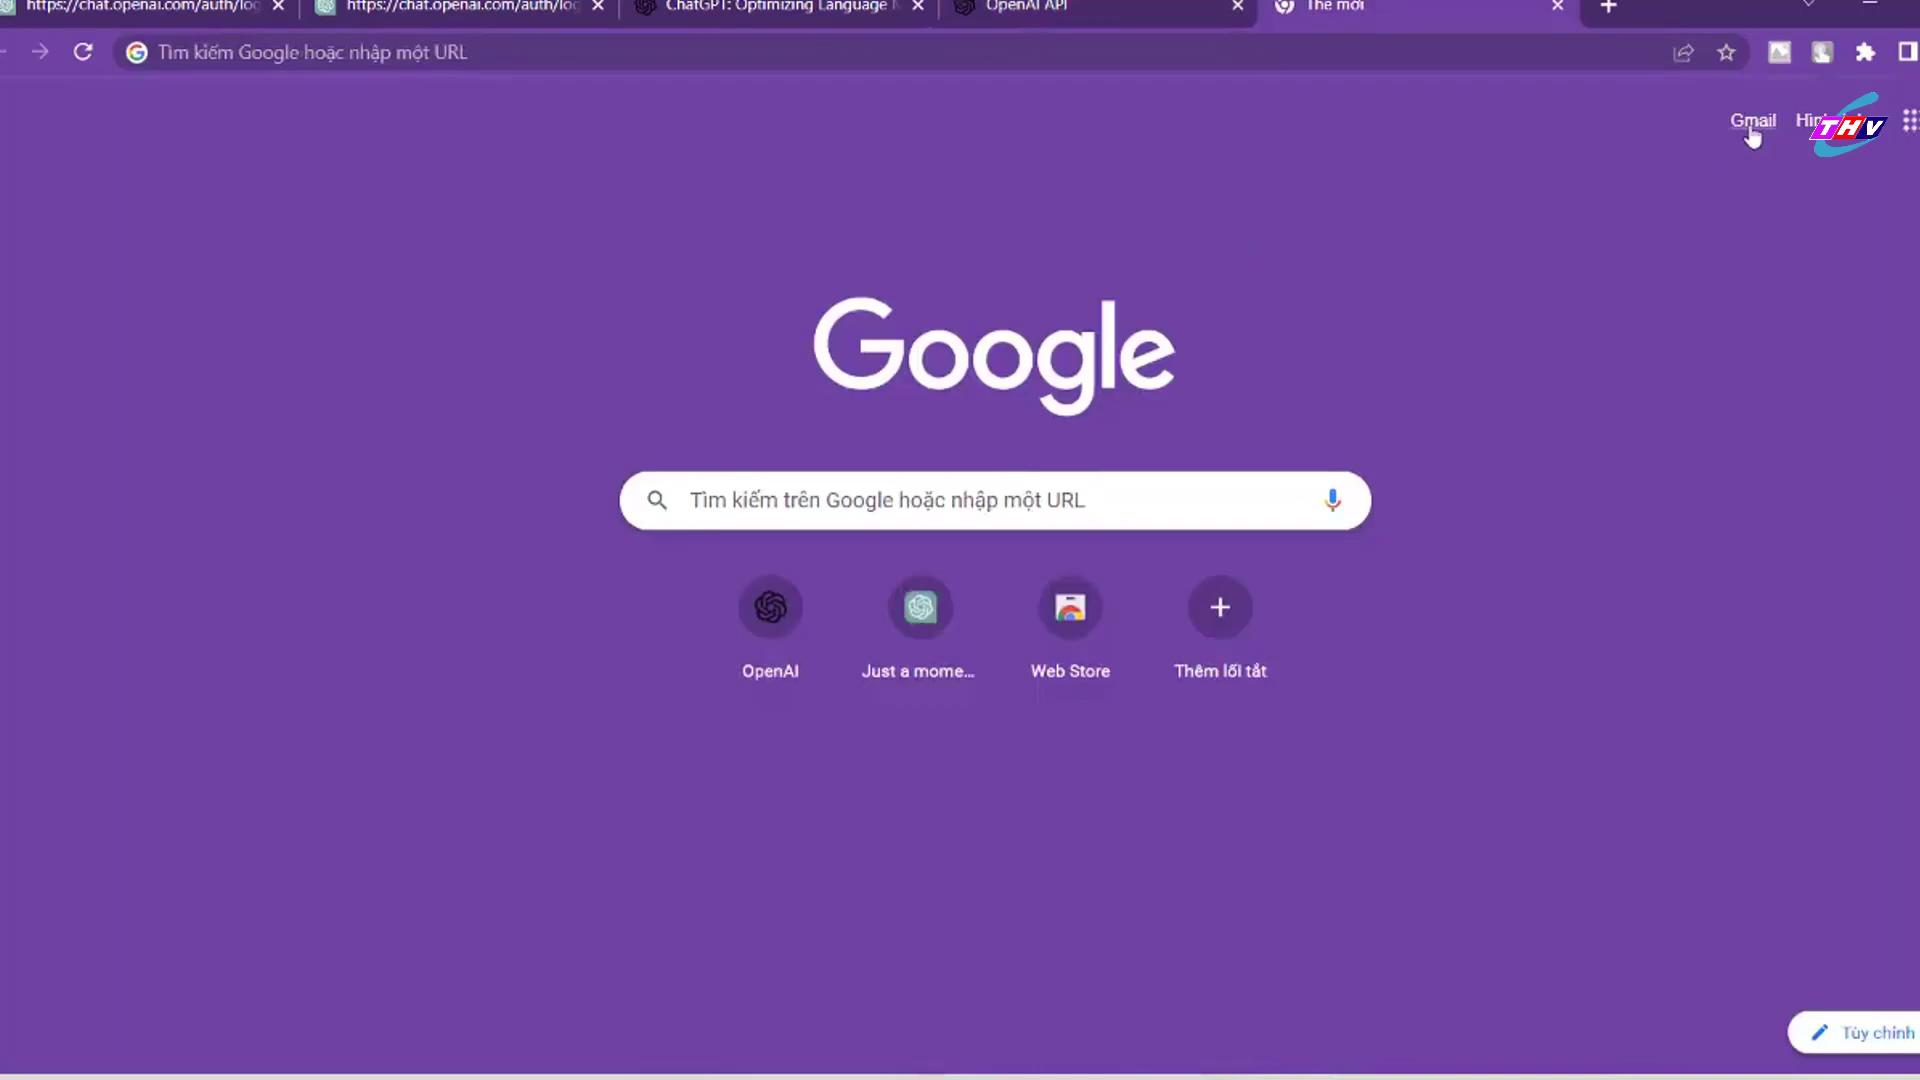 https://chat.openai.com/auth/log
https://chat.openai.com/auth/log
ChatGPT: Optimizing Language
OpenAI API
Thẻ mới
Tìm kiếm Google hoặc nhập một URL
Gmail
THV
Google
Tìm kiếm trên Google hoặc nhập một URL
OpenAI
Just a mome...
Web Store
Thêm lối tắt
Tùy chỉnh